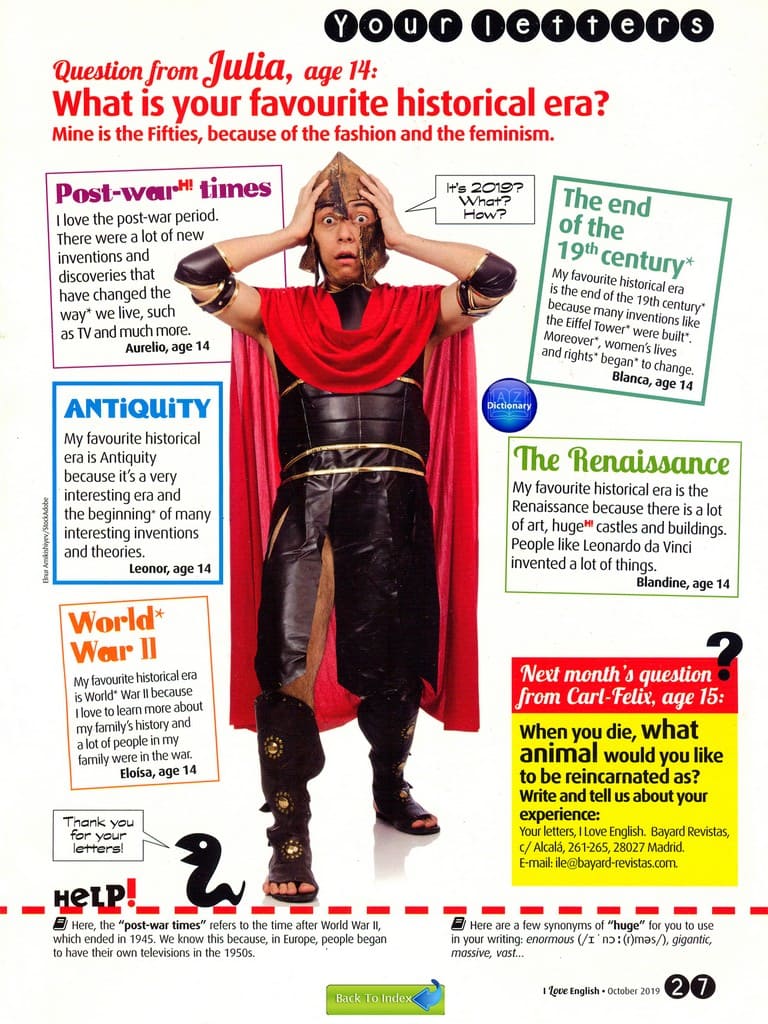 Your letters
Question from Julia, age 14:
What is your favourite historical era?
Mine is the Fifties, because of the fashion and the feminism.
Post-war H! times
I love the post-war period.
There were a lot of new
inventions and
discoveries that
have changed the
way* we live, such
as TV and much more.
Aurelio, age 14
It's 2019?
What?
How?
The end
of the
19th century*
My favourite historical era
is the end of the 19th century*
because many inventions like
the Eiffel Tower* were built*.
Moreover*, women's lives
and rights* began* to change.
Blanca, age 14
ANTiQUiTY
My favourite historical
era is Antiquity
because it's a very
interesting era and
the beginning* of many
interesting inventions
and theories.
Leonor, age 14
A Z
Dictionary
The Renaissance
My favourite historical era is the
Renaissance because there is a lot
of art, huge H! castles and buildings.
People like Leonardo da Vinci
invented a lot of things.
Blandine, age 14
Elnur Amikishiyev/StockAdobe
World*
War II
My favourite historical era
is World* War II because
I love to learn more about
my family's history and
a lot of people in my
family were in the war.
Eloísa, age 14
?
Next month's question
from Carl-Felix, age 15:
When you die, what
animal would you like
to be reincarnated as?
Write and tell us about your
experience:
Your letters, I Love English. Bayard Revistas,
c/ Alcalá, 261-265, 28027 Madrid.
E-mail: ile@bayard-revistas.com.
Thank you
for your
letters!
HeLP!
Here, the "post-war times" refers to the time after World War II,
which ended in 1945. We know this because, in Europe, people began
to have their own televisions in the 1950s.
Here are a few synonyms of "huge" for you to use
in your writing: enormous (/ɪˈnɔː(r)məs/), gigantic,
massive, vast...
Back To Index
I Love English • October 2019 27